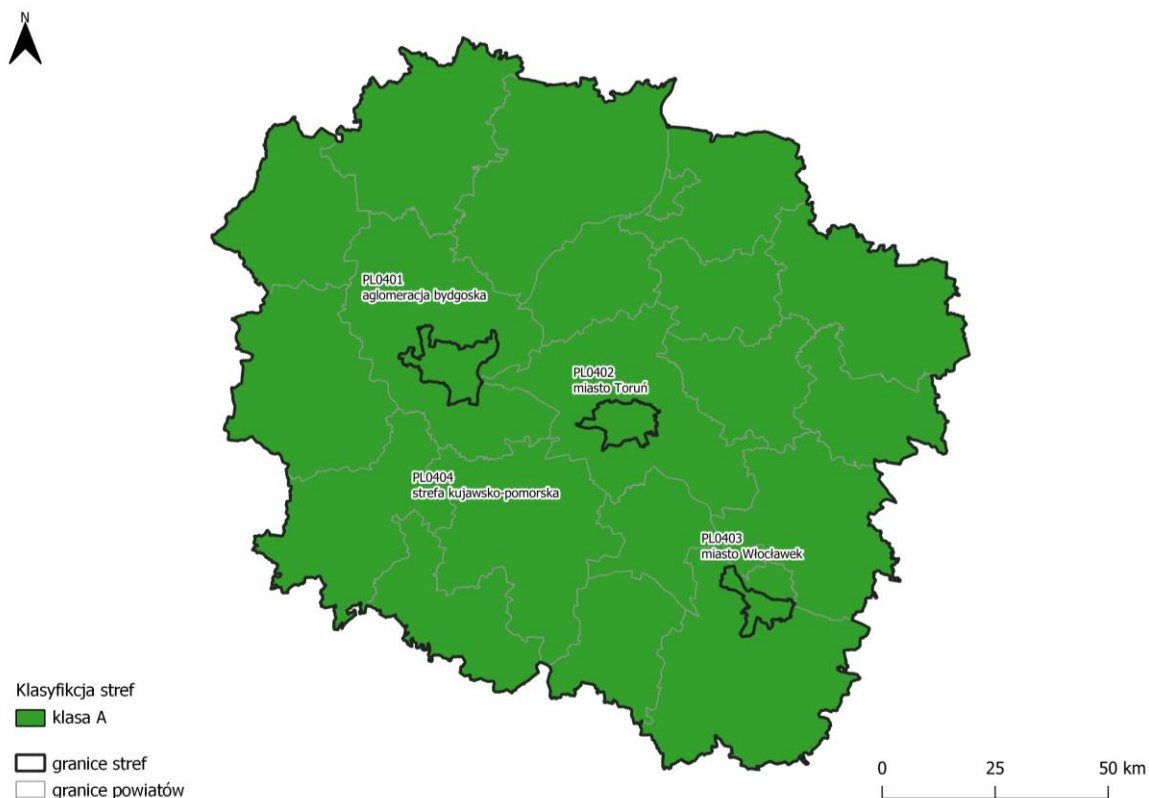 N
PL0401
aglomeracja bydgoska
PL0402
miasto Toruń
PL0404
strefa kujawsko-pomorska
PL0403
miasto Włocławek
Klasyfikcja stref
klasa A
granice stref
granice powiatów
0 25 50 km